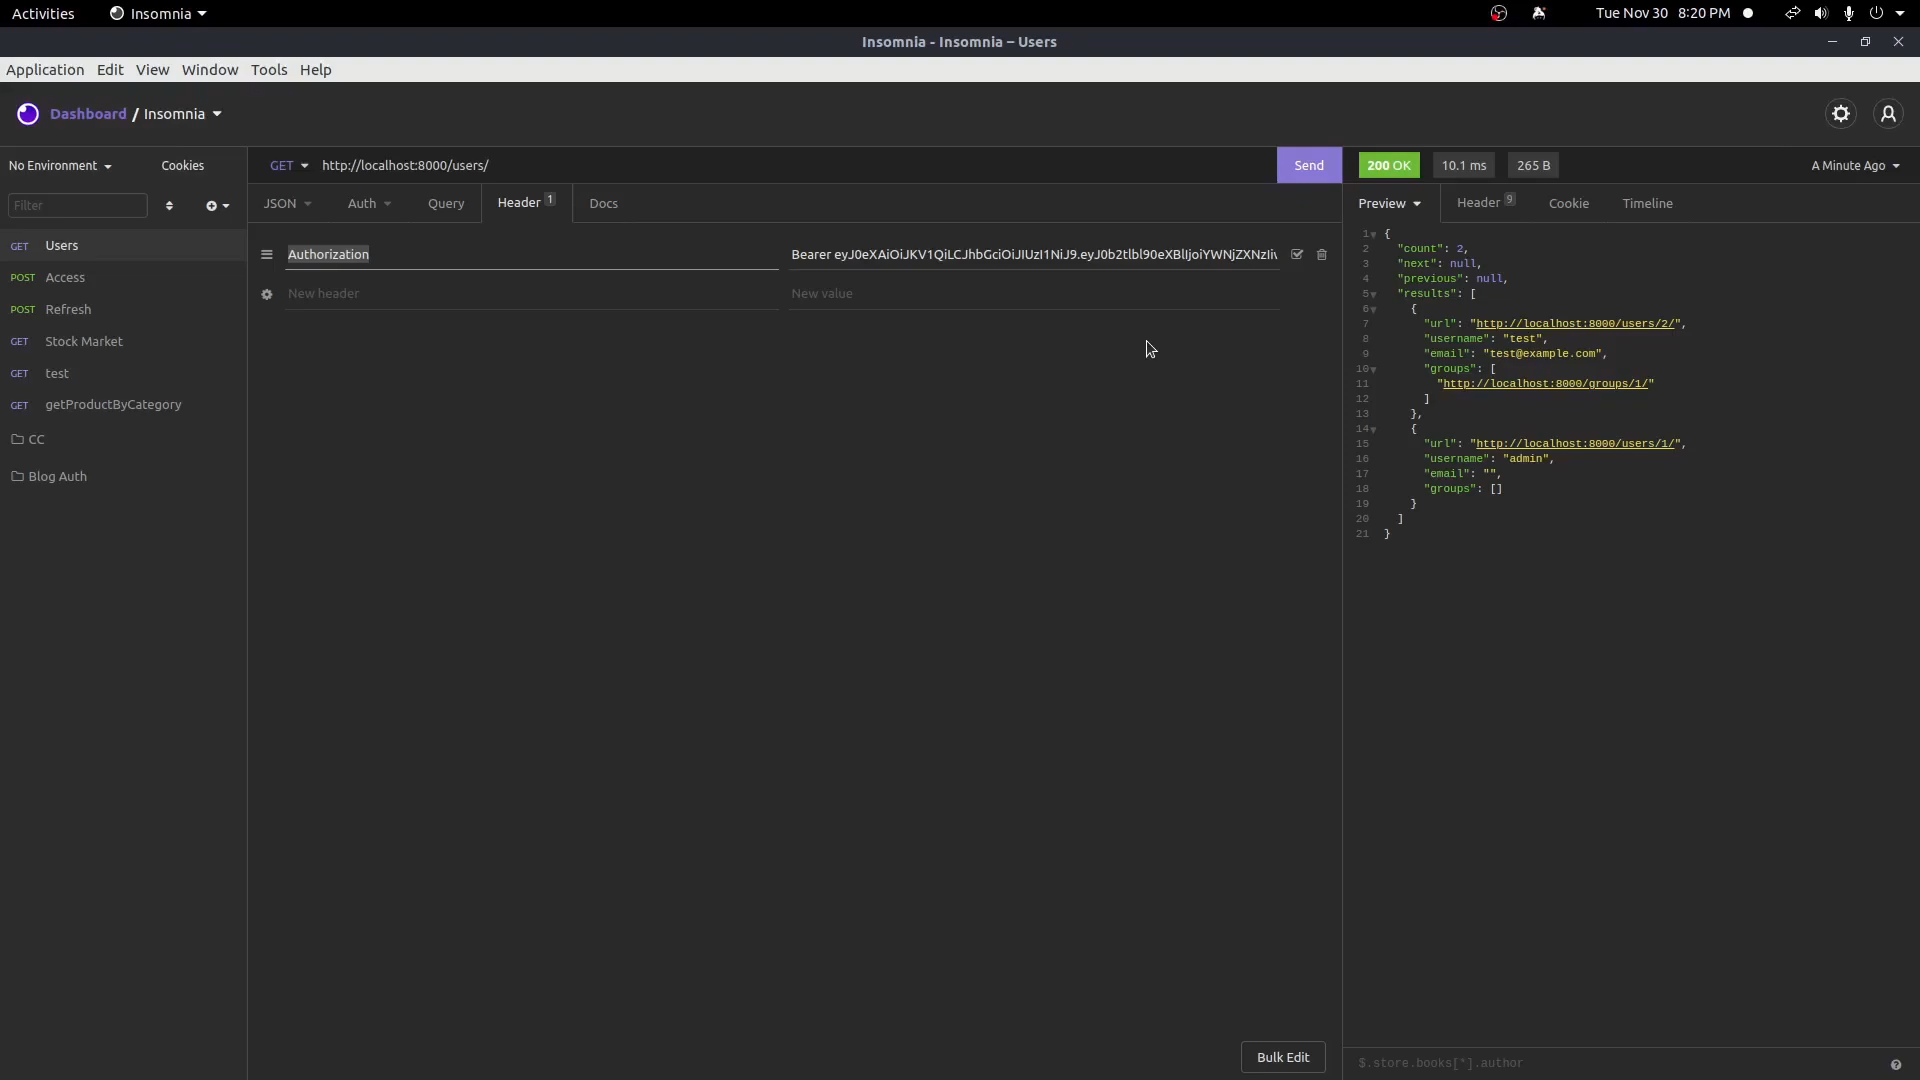 Activities Insomnia Tue Nov 30 8:20 PM
Insomnia - Insomnia – Users
Application Edit View Window Tools Help
Dashboard / Insomnia
No Environment Cookies
Filter
GET Users
POST Access
POST Refresh
GET Stock Market
GET test
GET getProductByCategory
CC
Blog Auth
GET http://localhost:8000/users/ Send
JSON Auth Query Header 1 Docs
Authorization Bearer eyJ0eXAiOiJKV1QiLCJhbGciOiJIUzI1NiJ9.eyJ0b2tlbl90eXBlIjoiYWNjZXNzIiv
New header New value
Bulk Edit
200 OK 10.1 ms 265 B A Minute Ago
Preview Header 9 Cookie Timeline
1 {
2 "count": 2,
3 "next": null,
4 "previous": null,
5 "results": [
6 {
7 "url": "http://localhost:8000/users/2/",
8 "username": "test",
9 "email": "test@example.com",
10 "groups": [
11 "http://localhost:8000/groups/1/"
12 ]
13 },
14 {
15 "url": "http://localhost:8000/users/1/",
16 "username": "admin",
17 "email": "",
18 "groups": []
19 }
20 ]
21 }
$.store.books[*].author